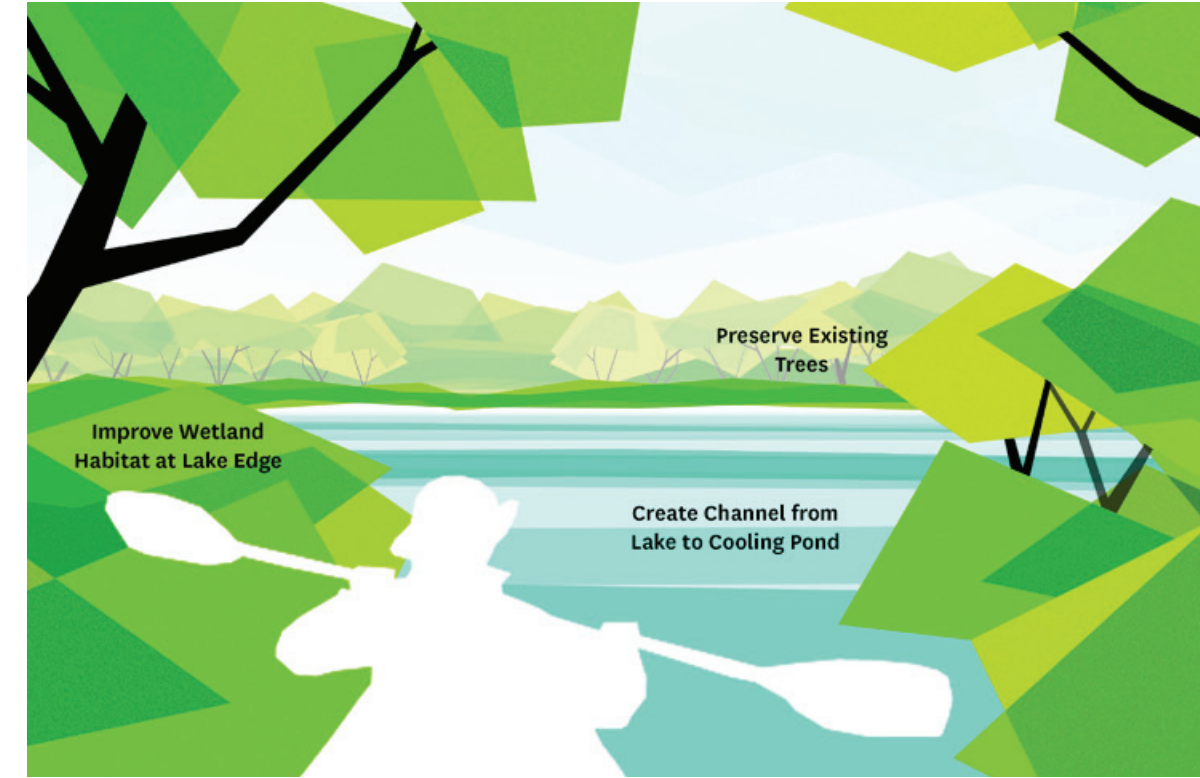 Preserve Existing
Trees
Improve Wetland
Habitat at Lake Edge
Create Channel from
Lake to Cooling Pond